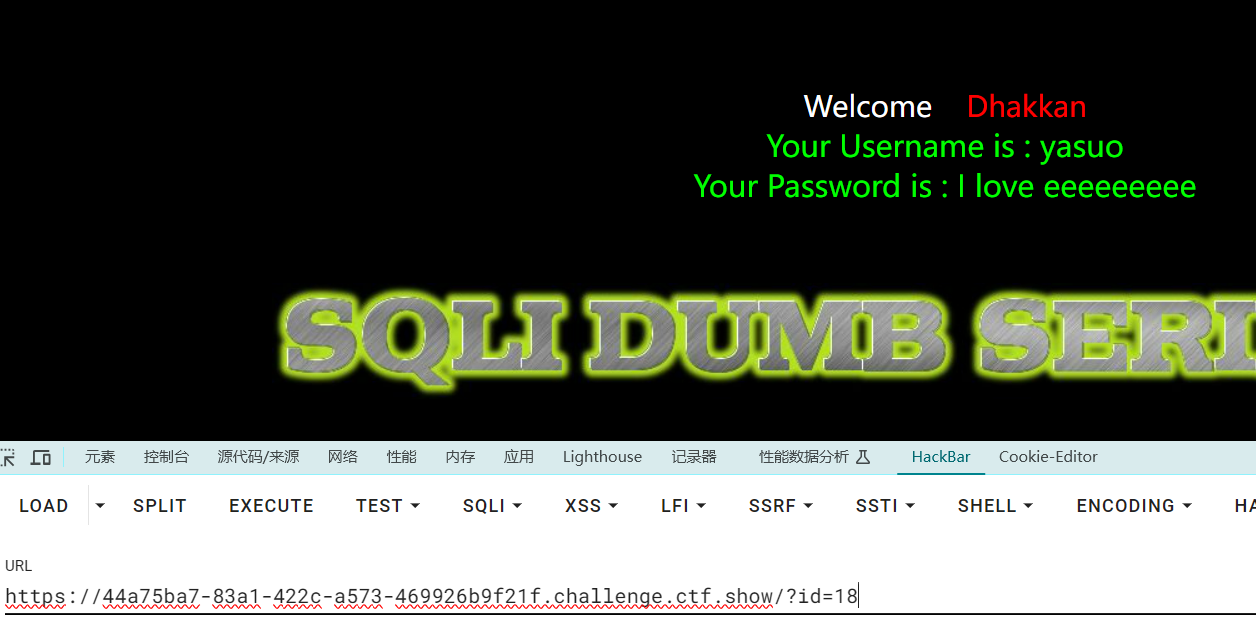 Welcome Dhakkan
Your Username is : yasuo
Your Password is : I love eeeeeeeee
SQLI DUMB SERI
元素 控制台 源代码/来源 网络 性能 内存 应用 Lighthouse 记录器 性能数据分析 HackBar Cookie-Editor
LOAD SPLIT EXECUTE TEST SQLI XSS LFI SSRF SSTI SHELL ENCODING HA
URL
https://44a75ba7-83a1-422c-a573-469926b9f21f.challenge.ctf.show/?id=18